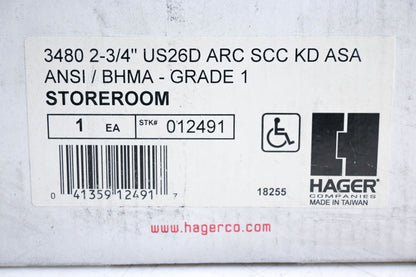 3480 2-3/4" US26D ARC SCC KD ASA
ANSI / BHMA - GRADE 1
STOREROOM
1 EA STK# 012491
0 41359 12491 7
18255
HAGER
COMPANIES
MADE IN TAIWAN
www.hagerco.com